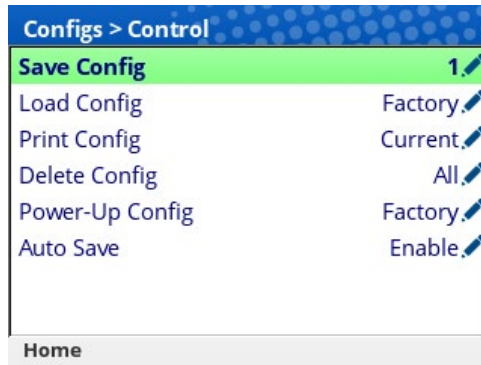 Configs > Control
Save Config 1
Load Config Factory
Print Config Current
Delete Config All
Power-Up Config Factory
Auto Save Enable
Home